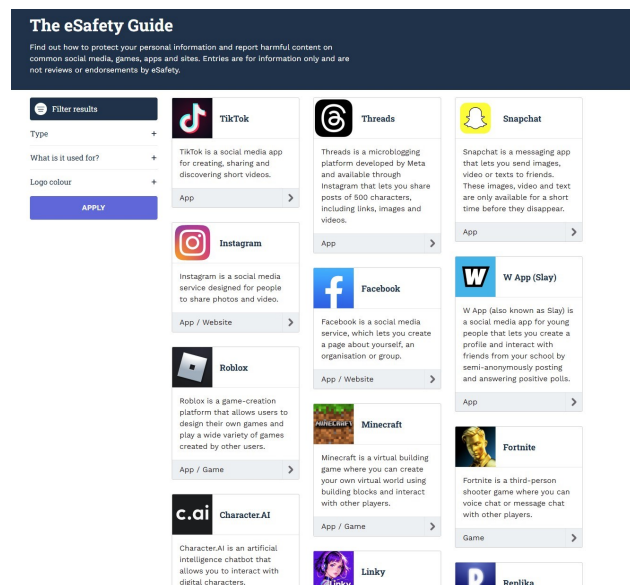 The eSafety Guide
Find out how to protect your personal information and report harmful content on
common social media, games, apps and sites. Entries are for information only and are
not reviews or endorsements by eSafety.
Filter results
Type +
What is it used for? +
Logo colour +
APPLY
TikTok
TikTok is a social media app
for creating, sharing and
discovering short videos.
App
Instagram
Instagram is a social media
service designed for people
to share photos and video.
App / Website
Roblox
Roblox is a game-creation
platform that allows users to
design their own games and
play a wide variety of games
created by other users.
App / Game
c.ai
Character.AI
Character.AI is an artificial
intelligence chatbot that
allows you to interact with
digital characters.
Threads
Threads is a microblogging
platform developed by Meta
and available through
Instagram that lets you share
posts of 500 characters,
including links, images and
videos.
App
Facebook
Facebook is a social media
service, which lets you create
a page about yourself, an
organisation or group.
App / Website
MINECRAFT
Minecraft
Minecraft is a virtual building
game where you can create
your own virtual world using
building blocks and interact
with other players.
App / Game
Linky
Linky
Snapchat
Snapchat is a messaging app
that lets you send images,
video or texts to friends.
These images, video and text
are only available for a short
time before they disappear.
App
W
W App (Slay)
W App (also known as Slay) is
a social media app for young
people that lets you create a
profile and interact with
friends from your school by
semi-anonymously posting
and answering positive polls.
App
Fortnite
Fortnite is a third-person
shooter game where you can
voice chat or message chat
with other players.
Game
Replika